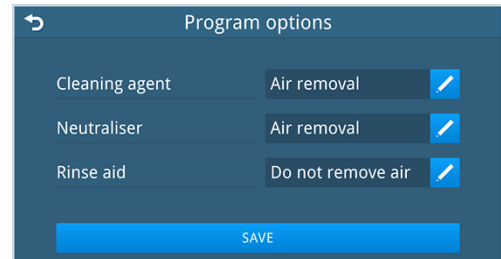 Program options
Cleaning agent Air removal
Neutraliser Air removal
Rinse aid Do not remove air
SAVE